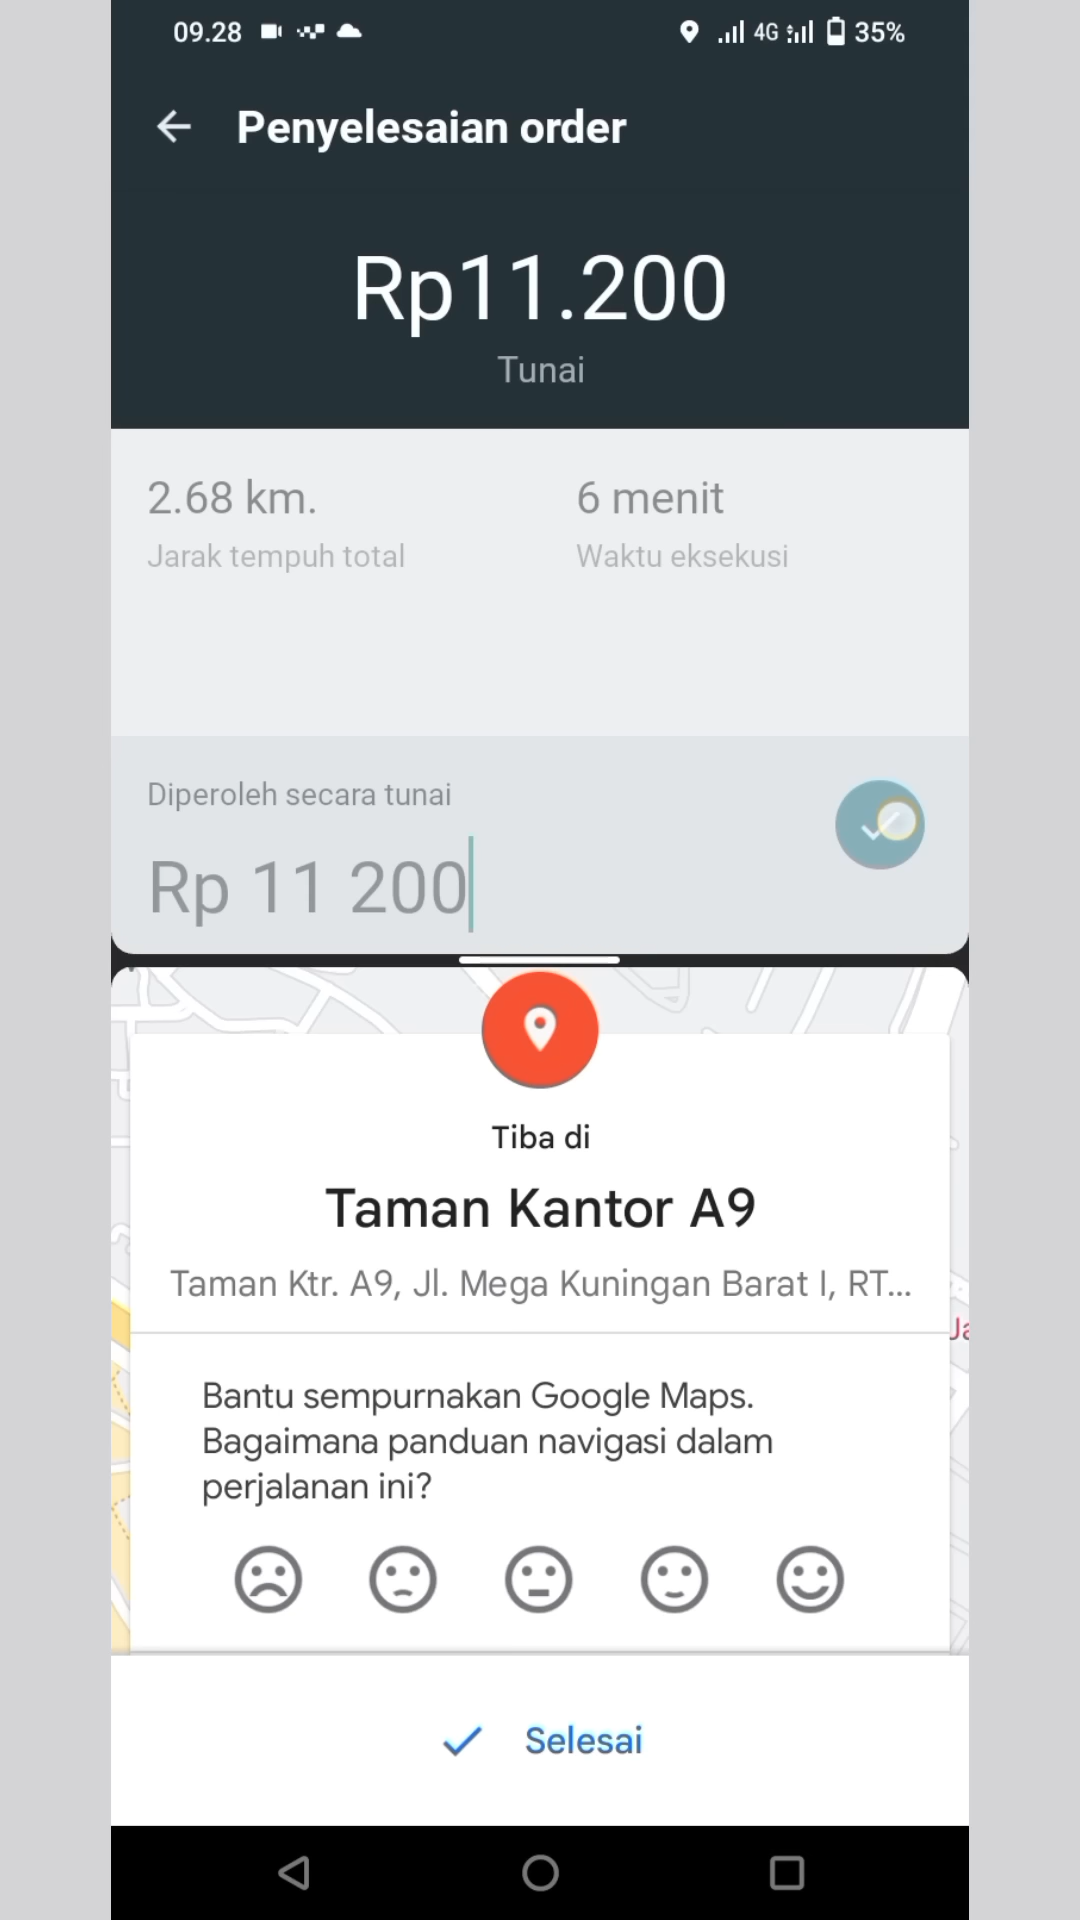 09.28
4G
35%
Penyelesaian order
Rp11.200
Tunai
2.68 km.
6 menit
Jarak tempuh total
Waktu eksekusi
Diperoleh secara tunai
Rp 11 200
Tiba di
Taman Kantor A9
Taman Ktr. A9, Jl. Mega Kuningan Barat I, RT...
Ja
Bantu sempurnakan Google Maps.
Bagaimana panduan navigasi dalam
perjalanan ini?
Selesai